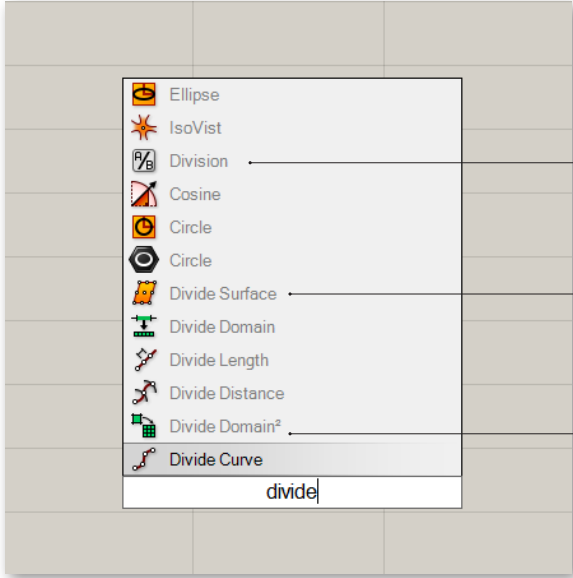 Ellipse
IsoVist
A/B Division
Cosine
Circle
Circle
Divide Surface
Divide Domain
Divide Length
Divide Distance
Divide Domain²
Divide Curve
divide